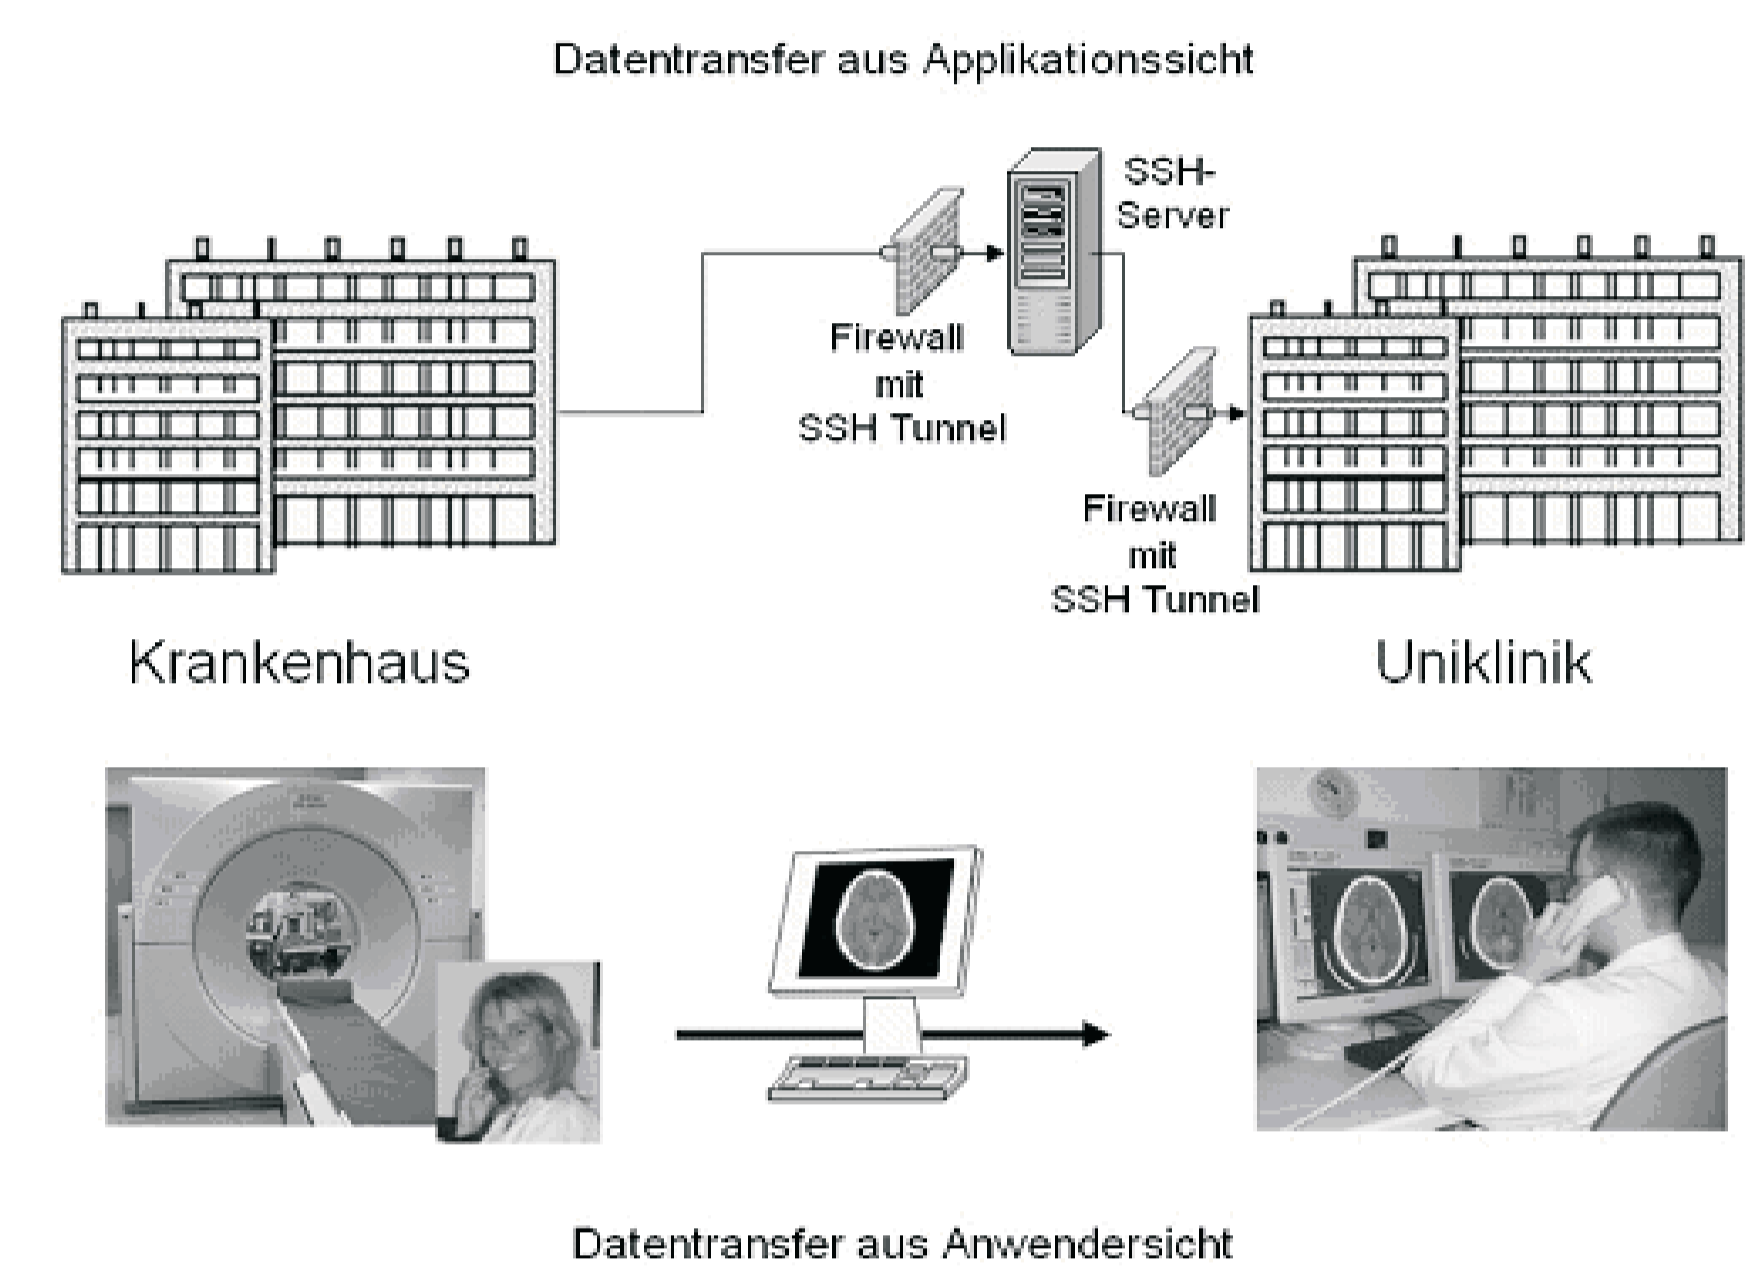 Datentransfer aus Applikationssicht
SSH-
Server
Firewall
mit
SSH Tunnel
Firewall
mit
SSH Tunnel
Krankenhaus
Uniklinik
Datentransfer aus Anwendersicht